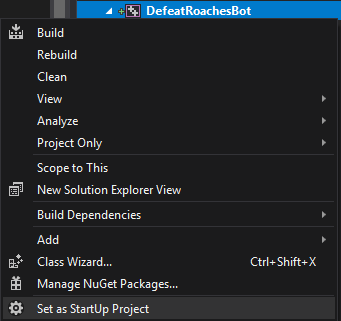 DefeatRoachesBot
Build
Rebuild
Clean
View
Analyze
Project Only
Scope to This
New Solution Explorer View
Build Dependencies
Add
Class Wizard... Ctrl+Shift+X
Manage NuGet Packages...
Set as StartUp Project